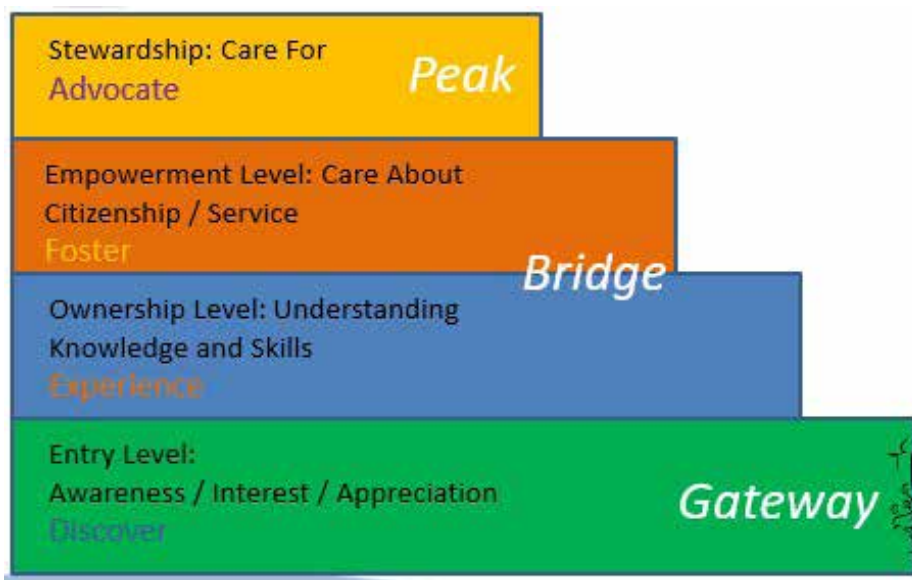 Stewardship: Care For
Advocate
Peak
Empowerment Level: Care About
Citizenship / Service
Foster
Bridge
Ownership Level: Understanding
Knowledge and Skills
Experience
Entry Level:
Awareness / Interest / Appreciation
Discover
Gateway